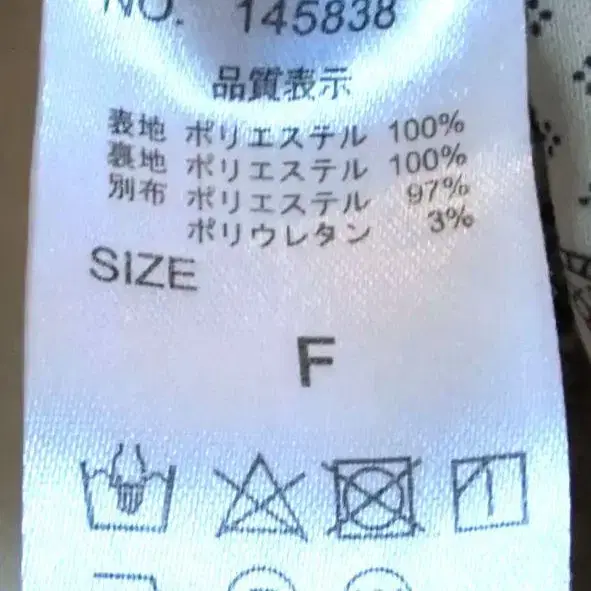 NO. 145838
品質表示
表地 ポリエステル 100%
裏地 ポリエステル 100%
別布 ポリエステル 97%
ポリウレタン 3%
SIZE
F